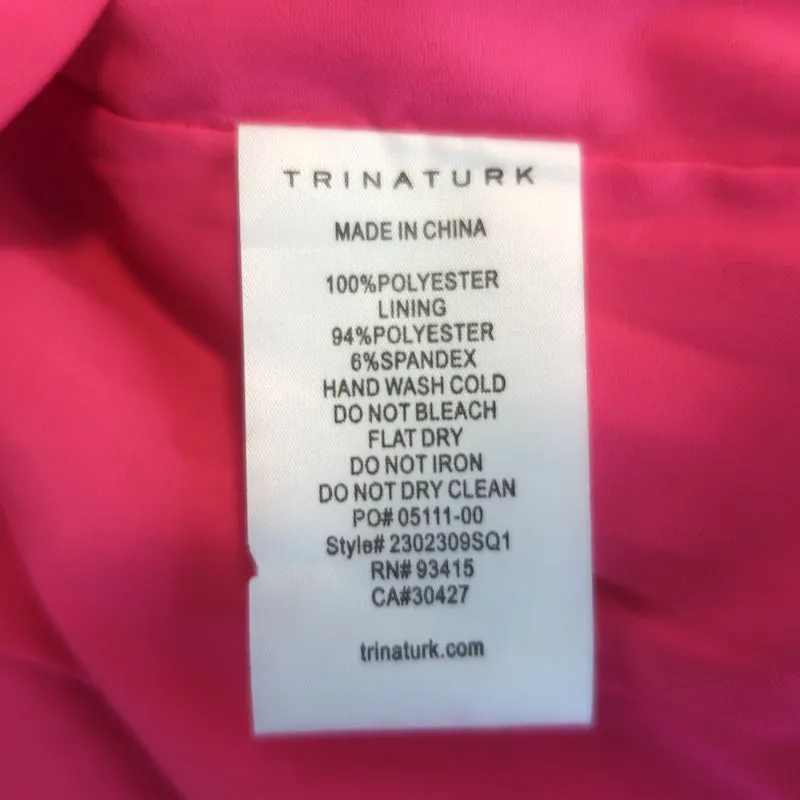 TRINATURK
MADE IN CHINA
100%POLYESTER
LINING
94%POLYESTER
6%SPANDEX
HAND WASH COLD
DO NOT BLEACH
FLAT DRY
DO NOT IRON
DO NOT DRY CLEAN
PO# 05111-00
Style# 2302309SQ1
RN# 93415
CA#30427
trinaturk.com